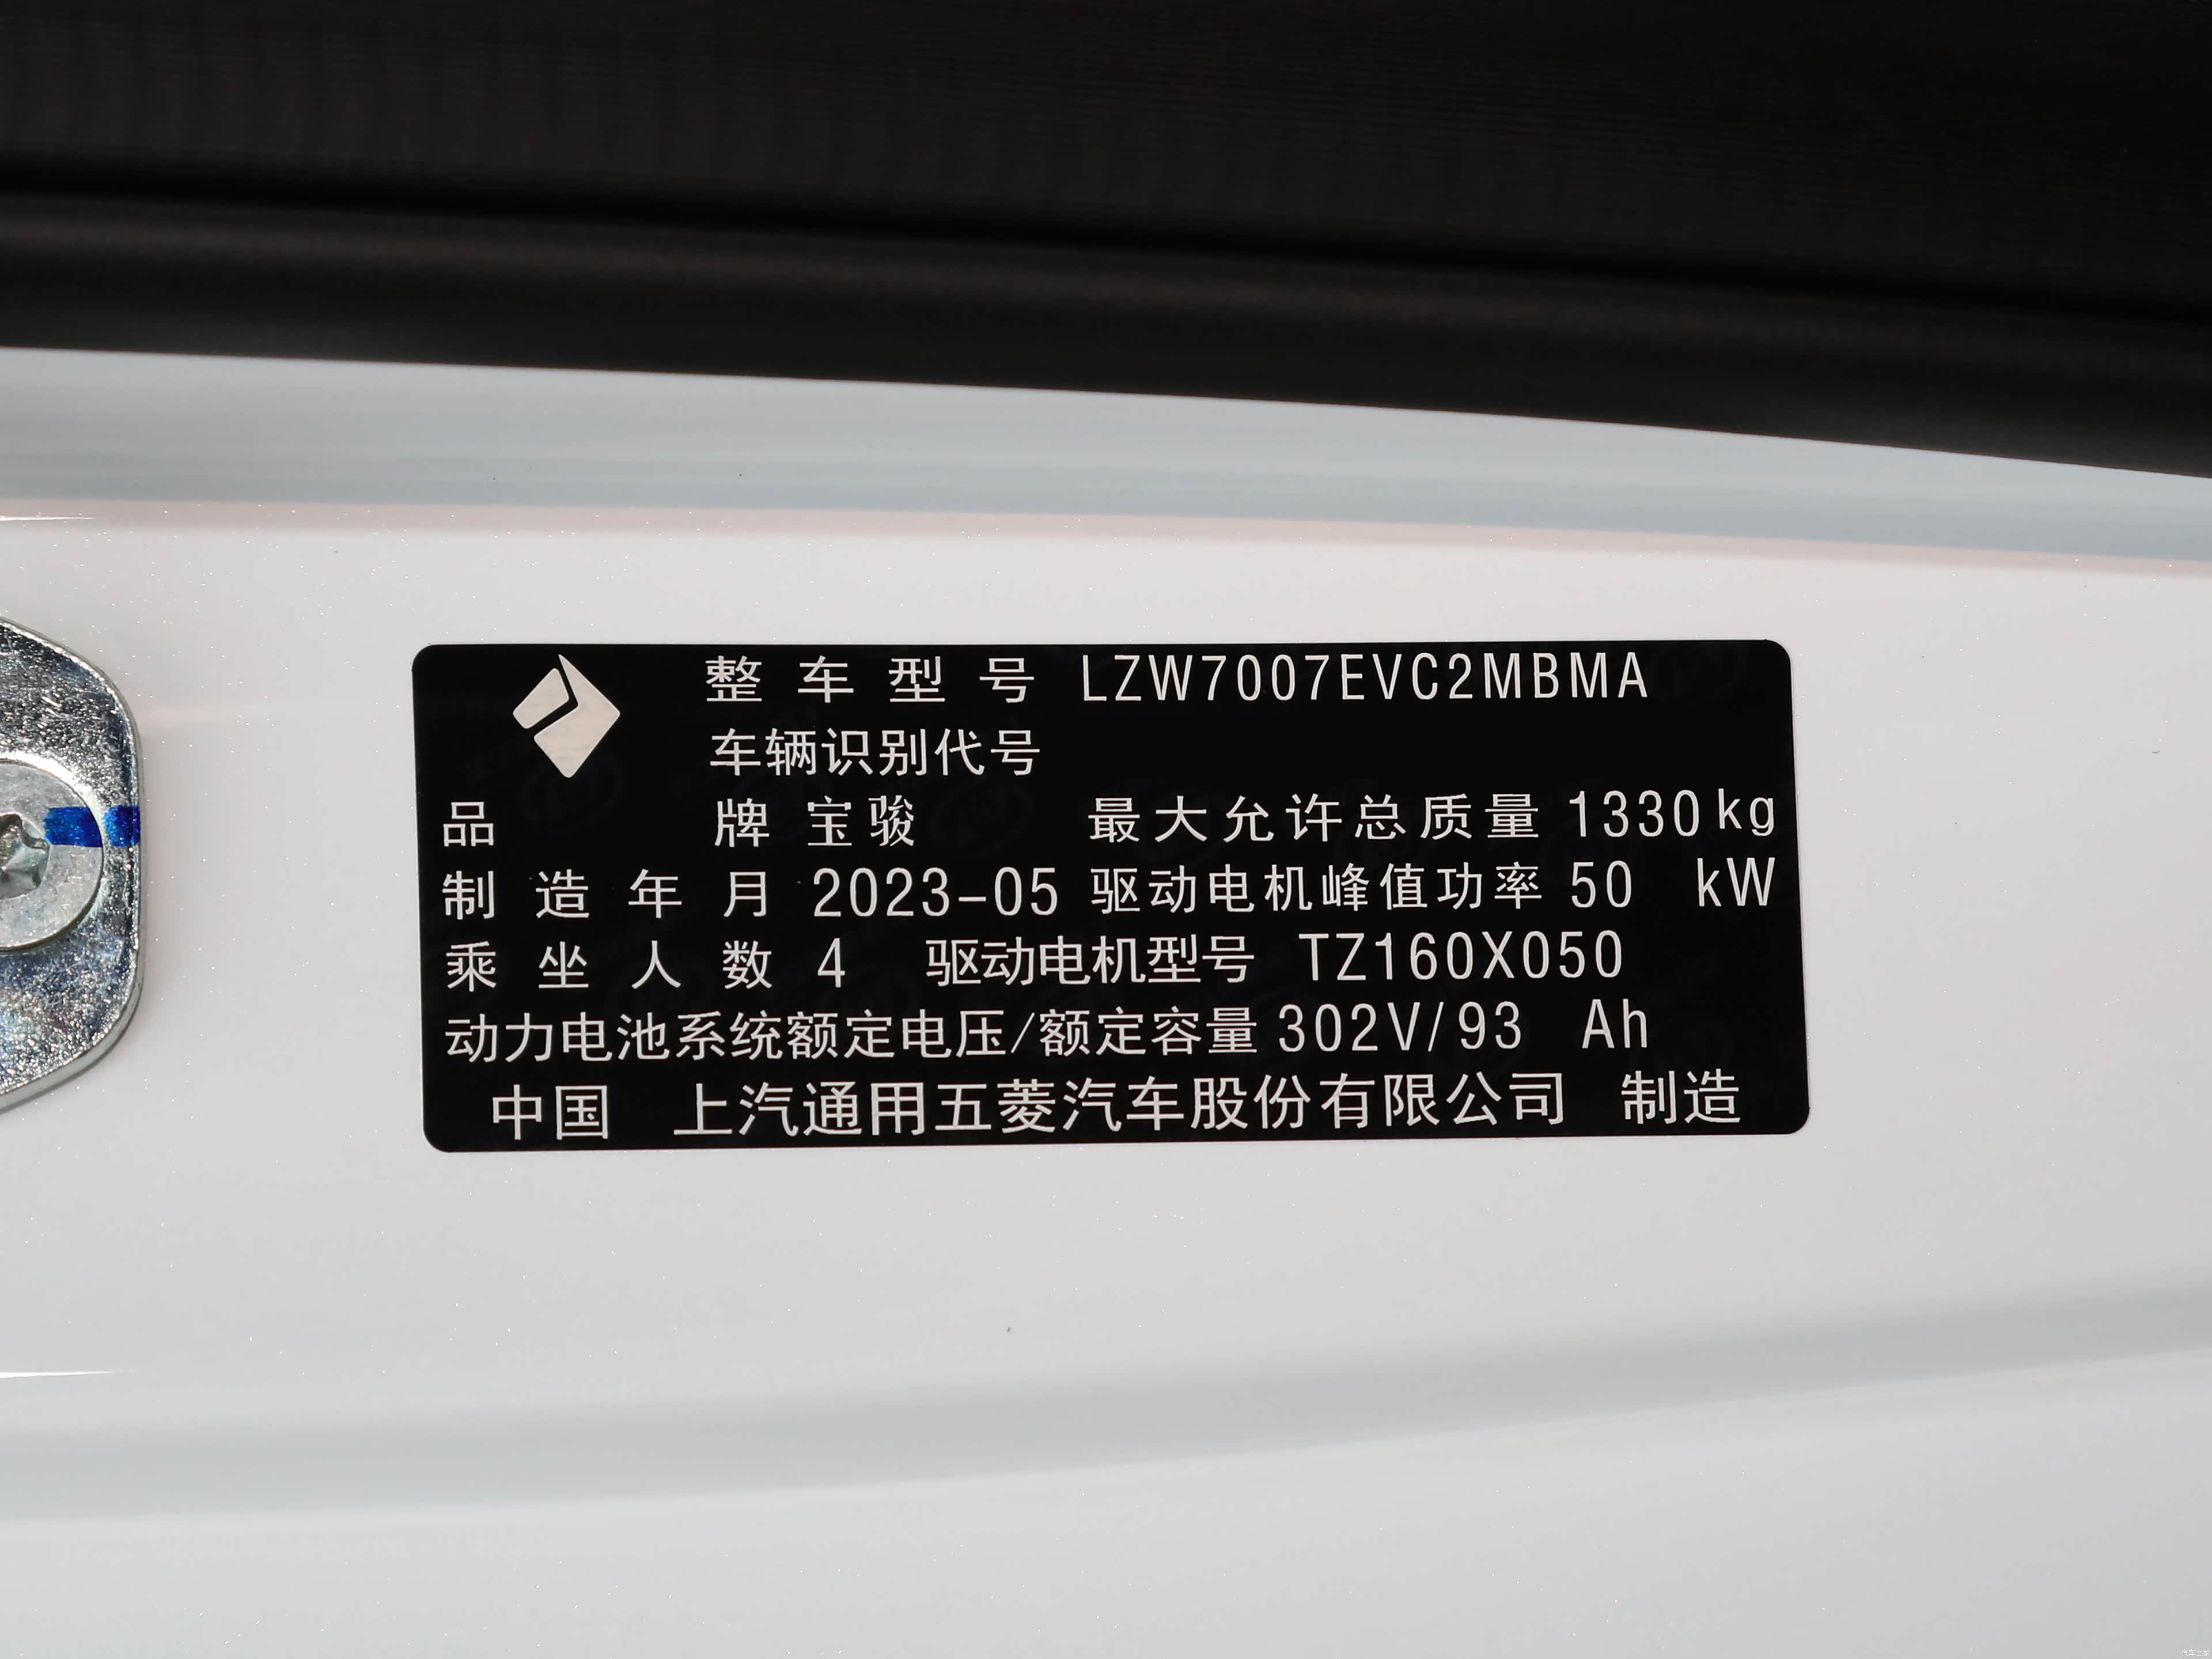 整车型号 LZW7007EVC2MBMA
车辆识别代号
品牌 宝骏 最大允许总质量 1330kg
制造年月 2023-05 驱动电机峰值功率 50 kW
乘坐人数 4 驱动电机型号 TZ160X050
动力电池系统额定电压/额定容量 302V/93 Ah
中国 上汽通用五菱汽车股份有限公司 制造
汽车之家